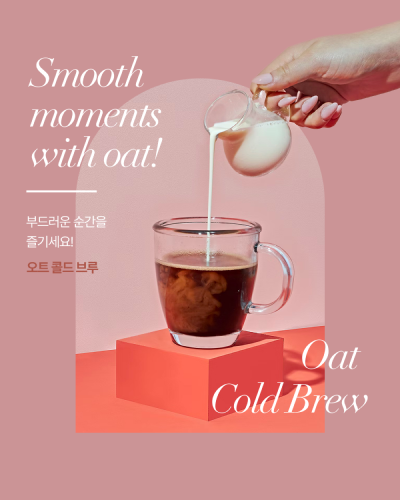 Smooth
moments
with oat!
부드러운 순간을
즐기세요!
오트 콜드 브루
Oat
Cold Brew